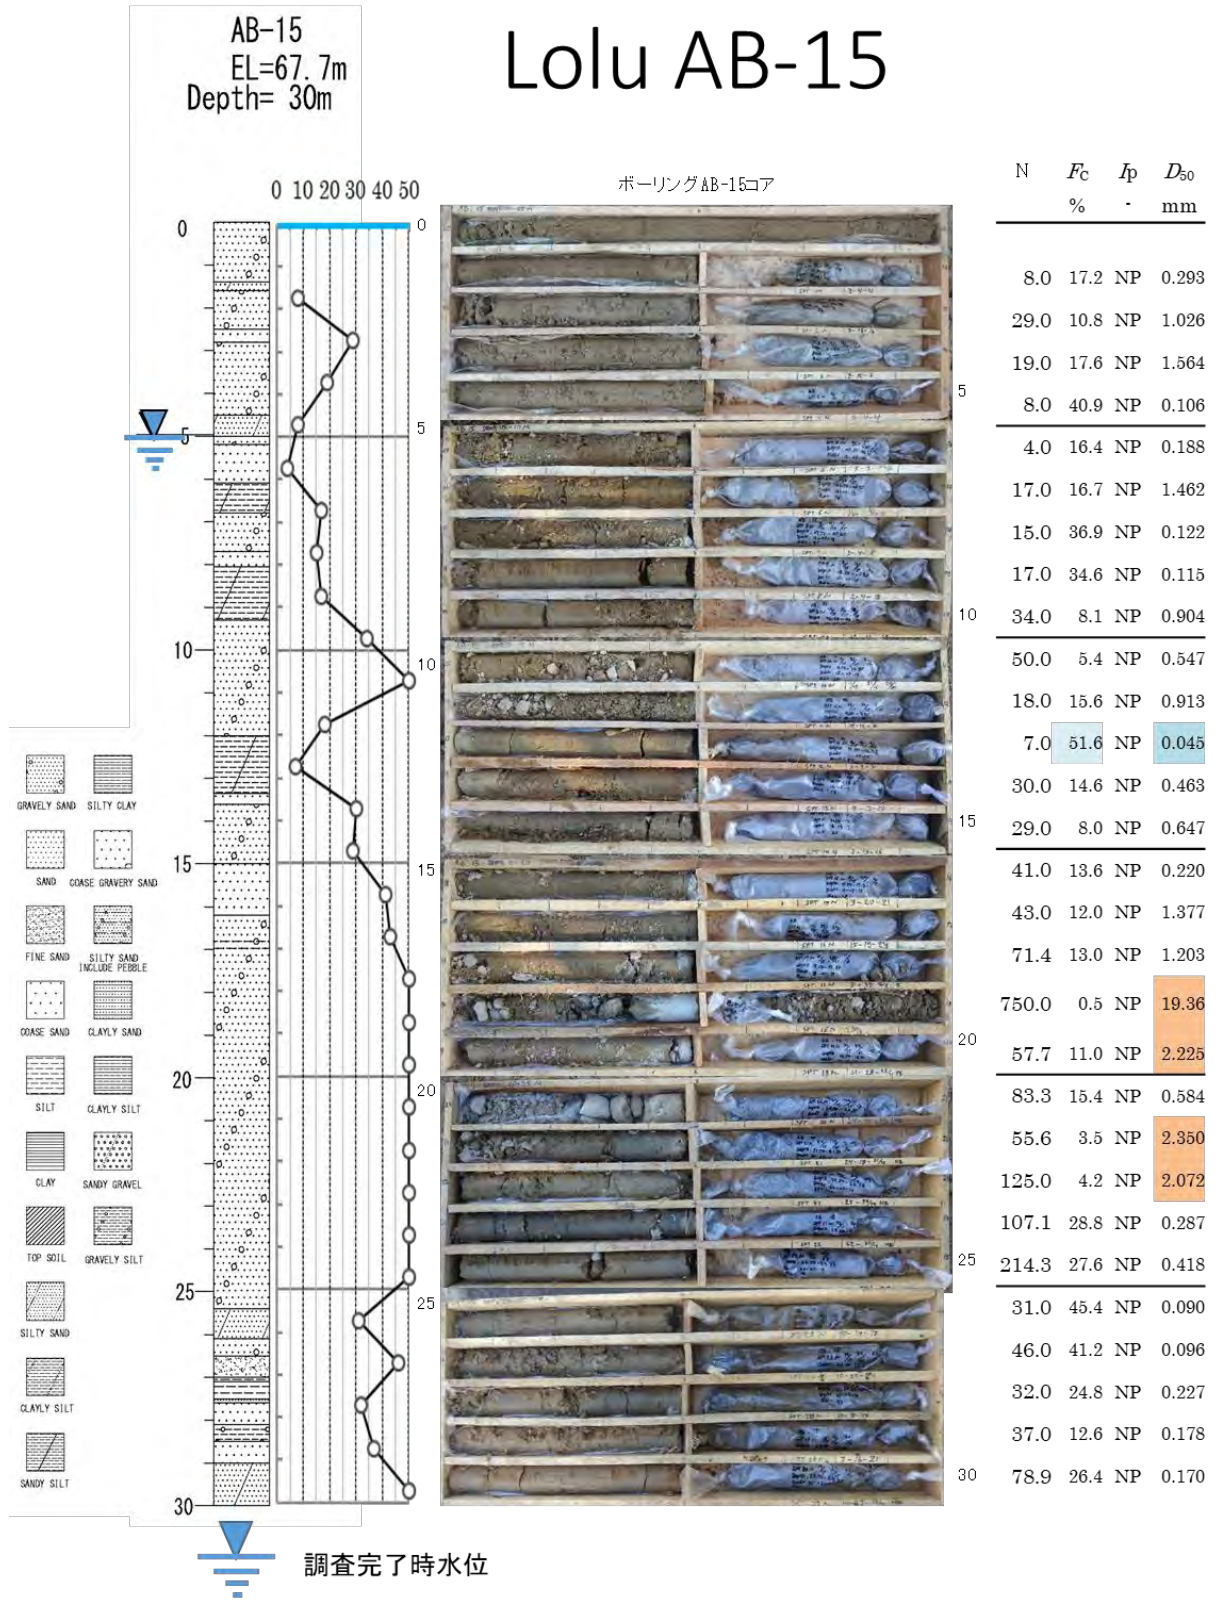 AB-15
EL=67.7m
Depth= 30m
Lolu AB-15
0 10 20 30 40 50
ボーリングAB-15コア
N Fc Ip D50
% - mm
0
5
10
15
20
25
30
0
5
10
15
20
25
5
10
15
20
25
30
8.0 17.2 NP 0.293
29.0 10.8 NP 1.026
19.0 17.6 NP 1.564
8.0 40.9 NP 0.106
4.0 16.4 NP 0.188
17.0 16.7 NP 1.462
15.0 36.9 NP 0.122
17.0 34.6 NP 0.115
34.0 8.1 NP 0.904
50.0 5.4 NP 0.547
18.0 15.6 NP 0.913
7.0 51.6 NP 0.045
30.0 14.6 NP 0.463
29.0 8.0 NP 0.647
41.0 13.6 NP 0.220
43.0 12.0 NP 1.377
71.4 13.0 NP 1.203
750.0 0.5 NP 19.36
57.7 11.0 NP 2.225
83.3 15.4 NP 0.584
55.6 3.5 NP 2.350
125.0 4.2 NP 2.072
107.1 28.8 NP 0.287
214.3 27.6 NP 0.418
31.0 45.4 NP 0.090
46.0 41.2 NP 0.096
32.0 24.8 NP 0.227
37.0 12.6 NP 0.178
78.9 26.4 NP 0.170
GRAVELY SAND SILTY CLAY
SAND COASE GRAVERY SAND
FINE SAND SILTY SAND
INCLUDE PEBBLE
COASE SAND CLAYLY SAND
SILT CLAYLY SILT
CLAY SANDY GRAVEL
TOP SOIL GRAVELY SILT
SILTY SAND
CLAYLY SILT
SANDY SILT
調査完了時水位